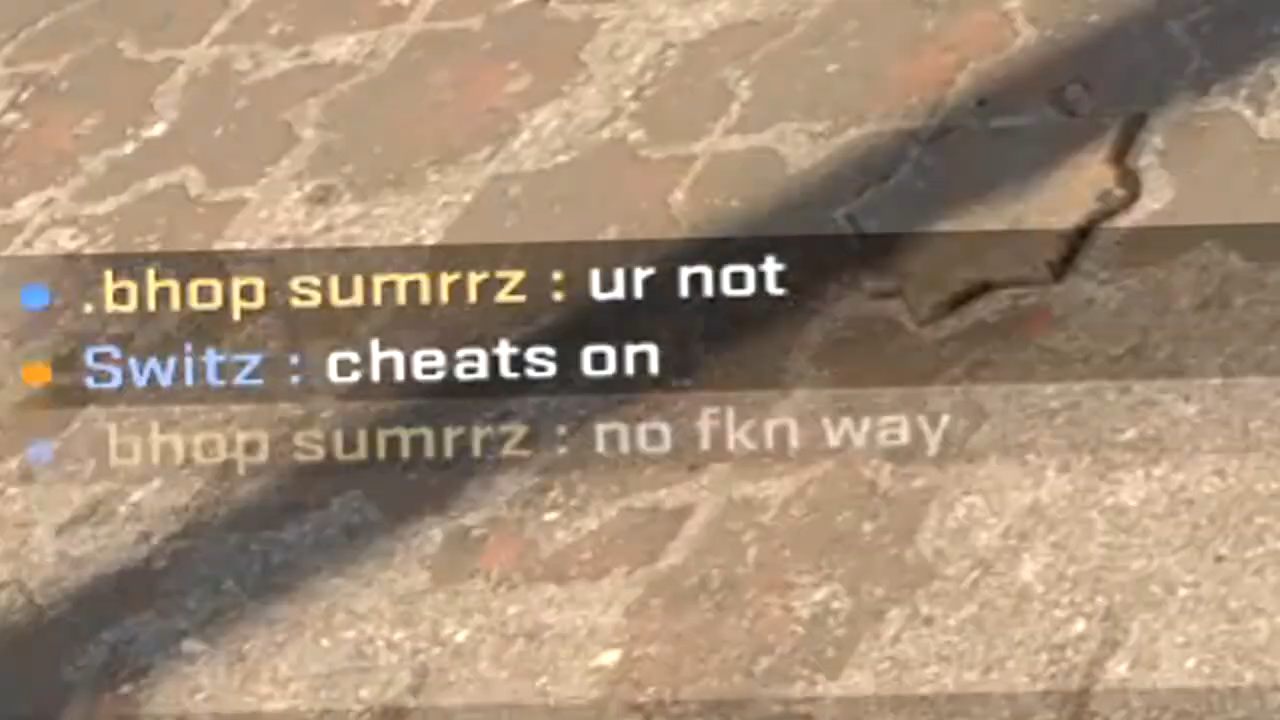 .bhop sumrrz : ur not
Switz : cheats on
.bhop sumrrz : no fkn way